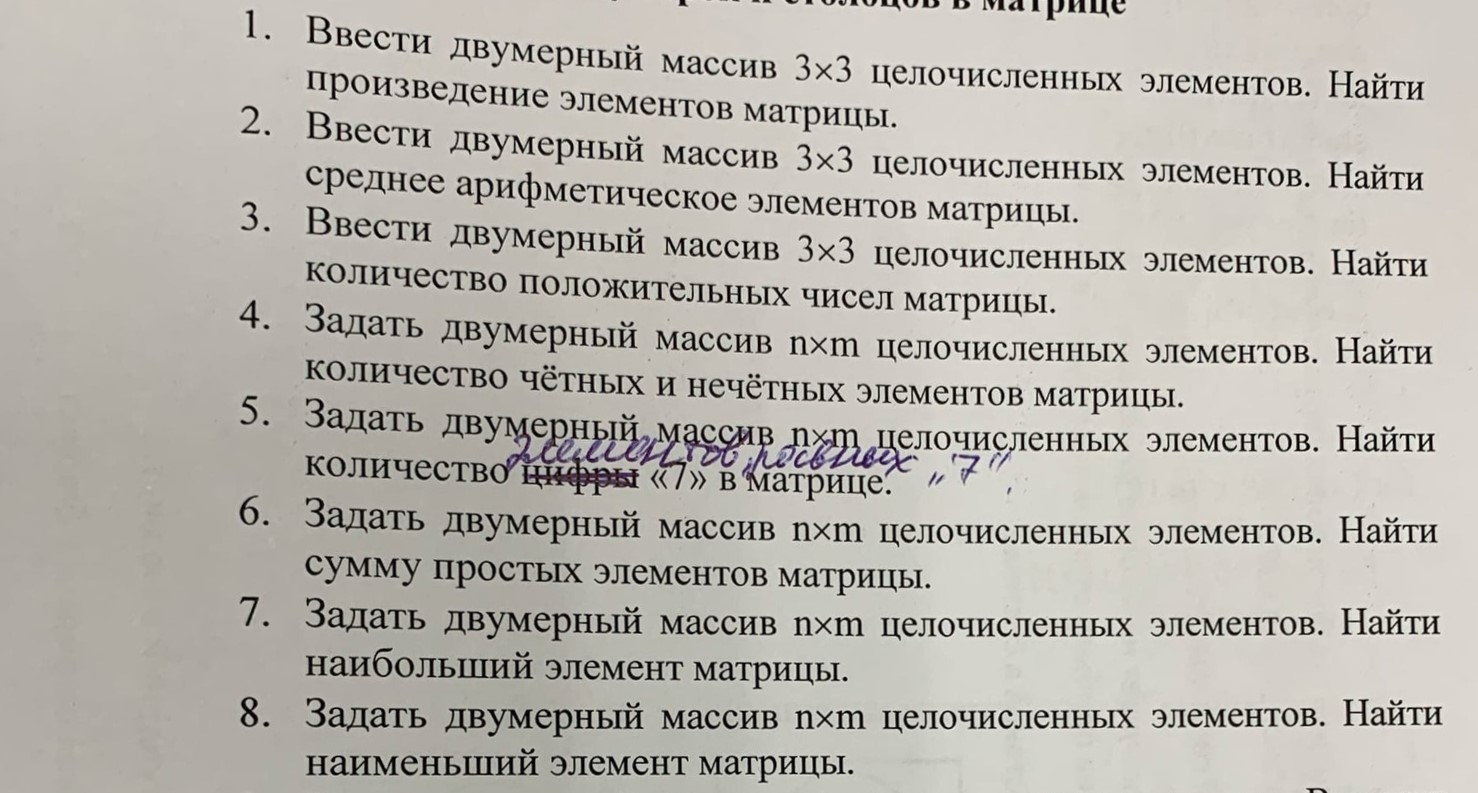 столбцов в матрице
1. Ввести двумерный массив 3×3 целочисленных элементов. Найти
произведение элементов матрицы.
2. Ввести двумерный массив 3×3 целочисленных элементов. Найти
среднее арифметическое элементов матрицы.
3. Ввести двумерный массив 3×3 целочисленных элементов. Найти
количество положительных чисел матрицы.
4. Задать двумерный массив n×m целочисленных элементов. Найти
количество чётных и нечётных элементов матрицы.
5. Задать двумерный массив n×m целочисленных элементов. Найти
элементов, равных „7".
количество цифры «7» в матрице.
6. Задать двумерный массив n×m целочисленных элементов. Найти
сумму простых элементов матрицы.
7. Задать двумерный массив n×m целочисленных элементов. Найти
наибольший элемент матрицы.
8. Задать двумерный массив n×m целочисленных элементов. Найти
наименьший элемент матрицы.